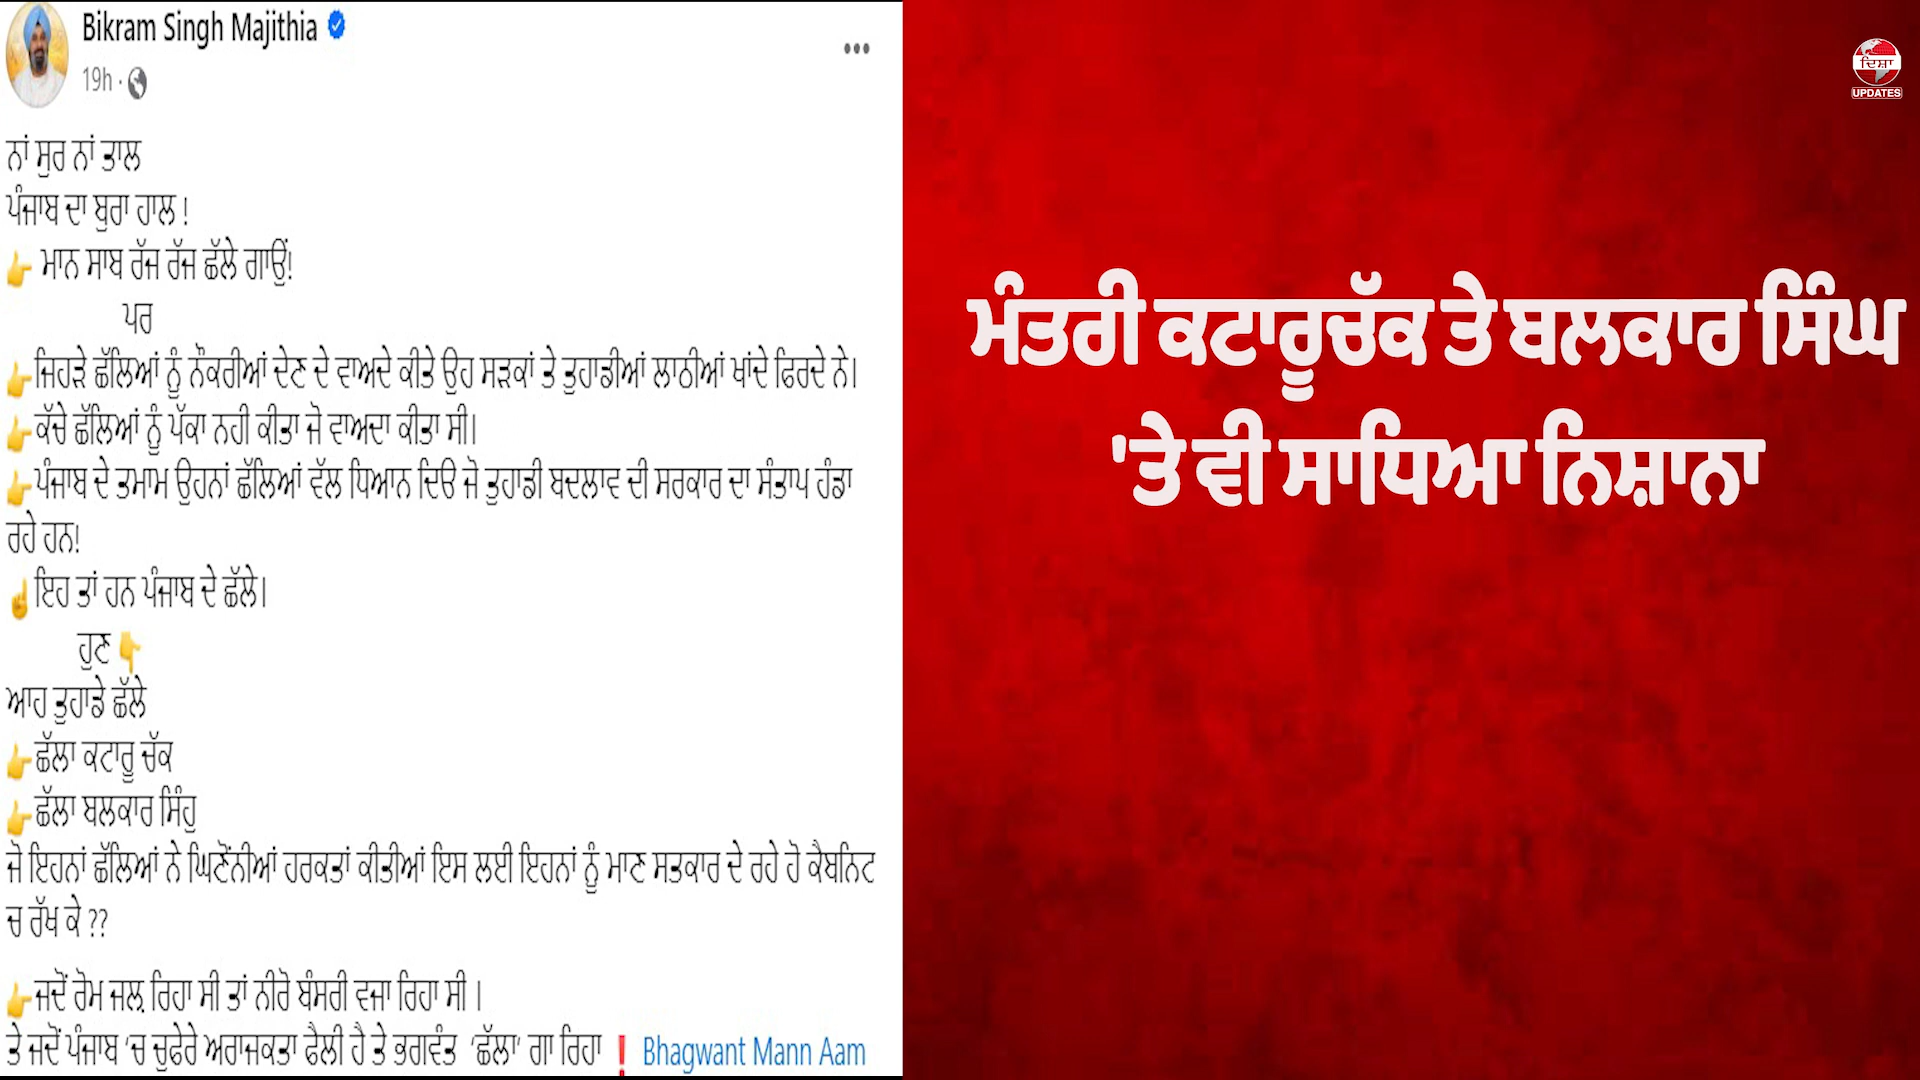 Bikram Singh Majithia
19h ·
ਨਾਂ ਸੁਰ ਨਾਂ ਤਾਲ
ਪੰਜਾਬ ਦਾ ਬੁਰਾ ਹਾਲ !
👉 ਮਾਨ ਸਾਬ ਰੱਜ ਰੱਜ ਛੱਲੇ ਗਾਉਂ!
ਪਰ
👉ਜਿਹੜੇ ਛੱਲਿਆਂ ਨੂੰ ਨੌਕਰੀਆਂ ਦੇਣ ਦੇ ਵਾਅਦੇ ਕੀਤੇ ਉਹ ਸੜਕਾਂ ਤੇ ਤੁਹਾਡੀਆਂ ਲਾਠੀਆਂ ਖਾਂਦੇ ਫਿਰਦੇ ਨੇ।
👉ਕੱਚੇ ਛੱਲਿਆਂ ਨੂੰ ਪੱਕਾ ਨਹੀ ਕੀਤਾ ਜੋ ਵਾਅਦਾ ਕੀਤਾ ਸੀ।
👉ਪੰਜਾਬ ਦੇ ਤਮਾਮ ਉਹਨਾਂ ਛੱਲਿਆਂ ਵੱਲ ਧਿਆਨ ਦਿਓ ਜੋ ਤੁਹਾਡੀ ਬਦਲਾਵ ਦੀ ਸਰਕਾਰ ਦਾ ਸੰਤਾਪ ਹੰਡਾ
ਰਹੇ ਹਨ!
☝ਇਹ ਤਾਂ ਹਨ ਪੰਜਾਬ ਦੇ ਛੱਲੇ।
ਹੁਣ 👇
ਆਹ ਤੁਹਾਡੇ ਛੱਲੇ
👉ਛੱਲਾ ਕਟਾਰੂ ਚੱਕ
👉ਛੱਲਾ ਬਲਕਾਰ ਸਿੰਹੁ
ਜੋ ਇਹਨਾਂ ਛੱਲਿਆਂ ਨੇ ਘਿਣੌਨੀਆਂ ਹਰਕਤਾਂ ਕੀਤੀਆਂ ਇਸ ਲਈ ਇਹਨਾਂ ਨੂੰ ਮਾਣ ਸਤਕਾਰ ਦੇ ਰਹੇ ਹੋ ਕੈਬਨਿਟ
ਚ ਰੱਖ ਕੇ ??
👉ਜਦੋਂ ਰੋਮ ਜਲ਼ ਰਿਹਾ ਸੀ ਤਾਂ ਨੀਰੋ ਬੰਸਰੀ ਵਜਾ ਰਿਹਾ ਸੀ ।
ਤੇ ਜਦੋਂ ਪੰਜਾਬ ‘ਚ ਚੁਫੇਰੇ ਅਰਾਜਕਤਾ ਫੈਲੀ ਹੈ ਤੇ ਭਗਵੰਤ ‘ਛੱਲਾ’ ਗਾ ਰਿਹਾ ❗ Bhagwant Mann Aam
ਮੰਤਰੀ ਕਟਾਰੂਚੱਕ ਤੇ ਬਲਕਾਰ ਸਿੰਘ
'ਤੇ ਵੀ ਸਾਧਿਆ ਨਿਸ਼ਾਨਾ
ਦਿਸ਼ਾ
UPDATES